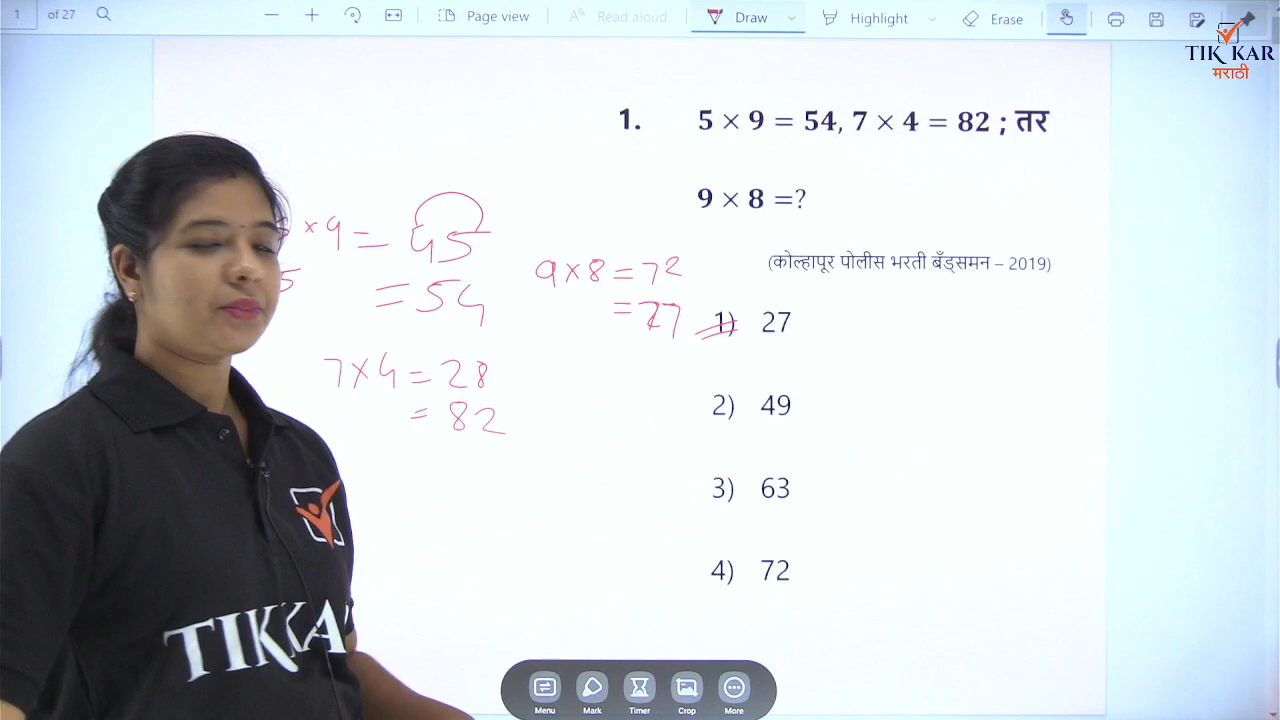 1 of 27 Page view Read aloud Draw Highlight Erase
TIKKAR
मराठी
1. 5 × 9 = 54, 7 × 4 = 82 ; तर
9 × 8 =?
(कोल्हापूर पोलीस भरती बँड्समन – 2019)
1) 27
2) 49
3) 63
4) 72
× 9 = 45
5
= 54
9 × 8 = 72
= 27
7 × 4 = 28
= 82
TIKKA
Menu Mark Timer Crop More